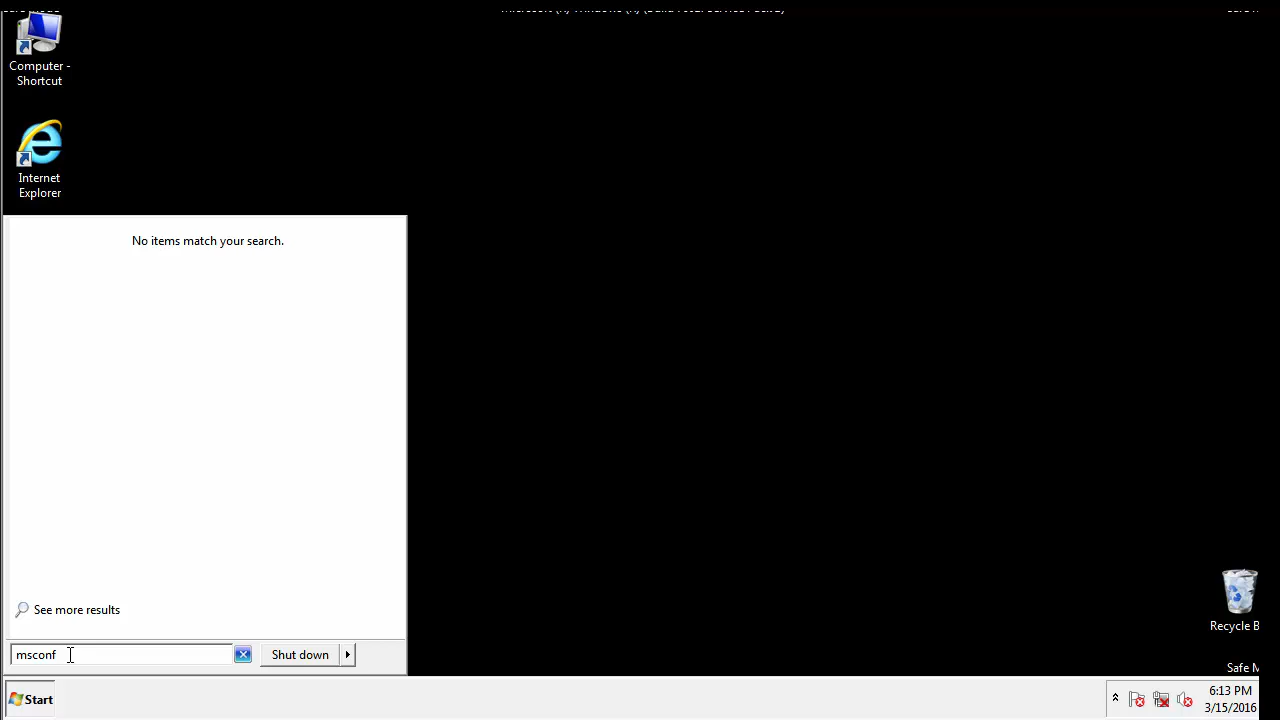 Computer -
Shortcut
Internet
Explorer
No items match your search.
See more results
msconf
Shut down
Recycle B
Safe M
Start
6:13 PM
3/15/2016